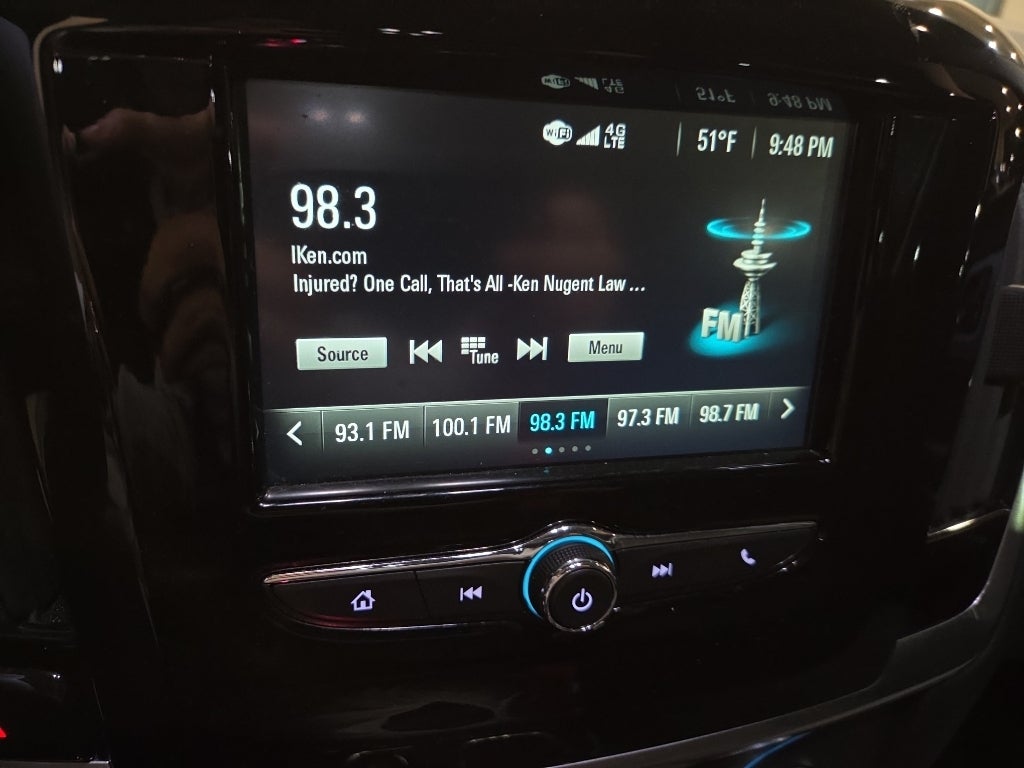 WiFi 4G LTE 51°F 9:48 PM
98.3
IKen.com
Injured? One Call, That's All -Ken Nugent Law ...
FM
Source Tune Menu
93.1 FM 100.1 FM 98.3 FM 97.3 FM 98.7 FM